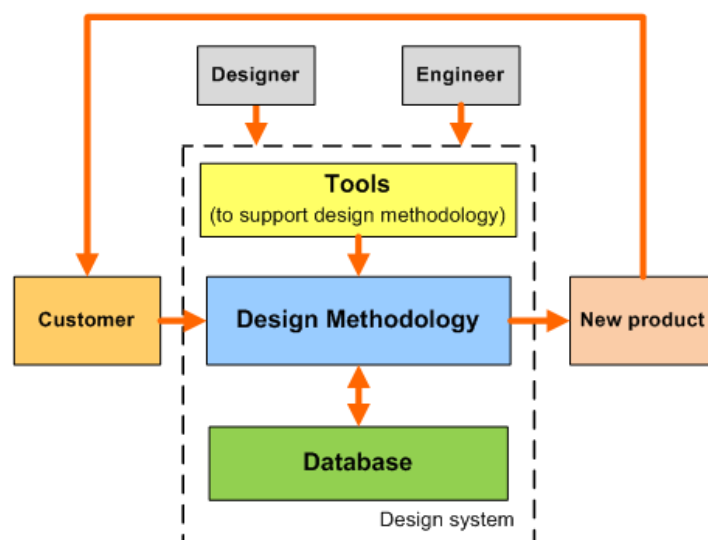 Designer
Engineer
Tools
(to support design methodology)
Customer
Design Methodology
New product
Database
Design system